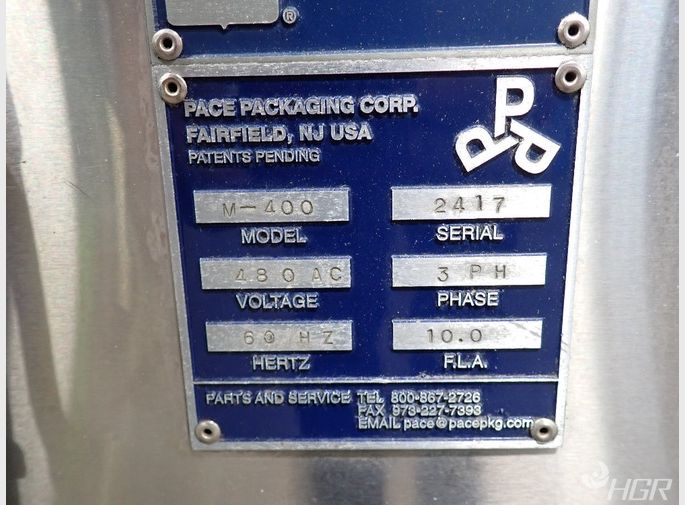 ®
PACE PACKAGING CORP.
FAIRFIELD, NJ USA
PATENTS PENDING
PPP
M-400 2417
MODEL SERIAL
480 AC 3 PH
VOLTAGE PHASE
60 HZ 10.0
HERTZ F.L.A.
PARTS AND SERVICE TEL 800-867-2726
FAX 973-227-7393
EMAIL pace@pacepkg.com
HGR